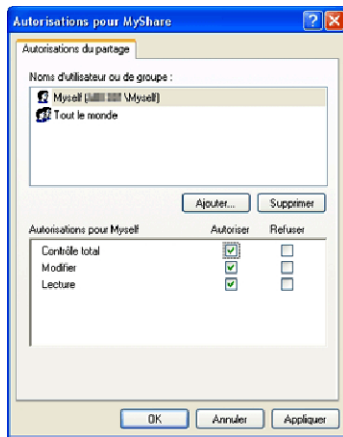 Autorisations pour MyShare
Autorisations du partage
Noms d'utilisateur ou de groupe :
Myself ( \Myself)
Tout le monde
Ajouter... Supprimer
Autorisations pour Myself Autoriser Refuser
Contrôle total
Modifier
Lecture
OK Annuler Appliquer